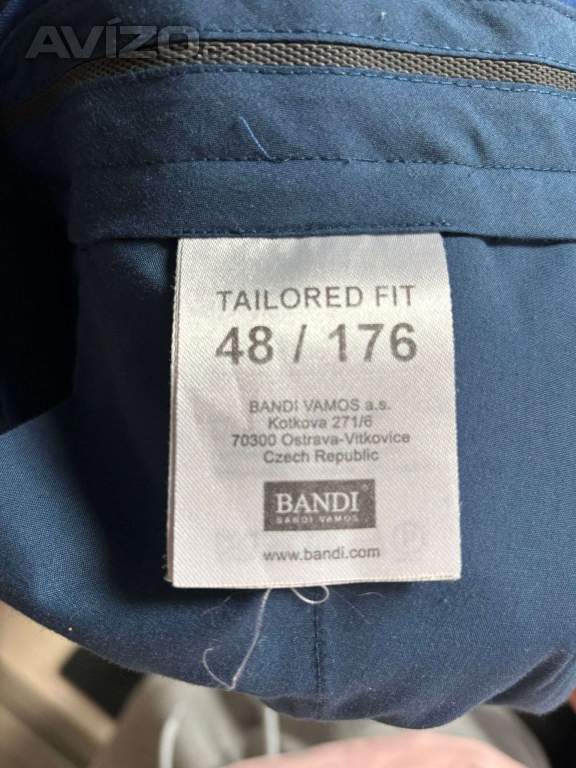 AVÍZO
TAILORED FIT
48 / 176
BANDI VAMOS a.s.
Kotkova 271/6
70300 Ostrava-Vitkovice
Czech Republic
BANDI
BANDI VAMOS
www.bandi.com